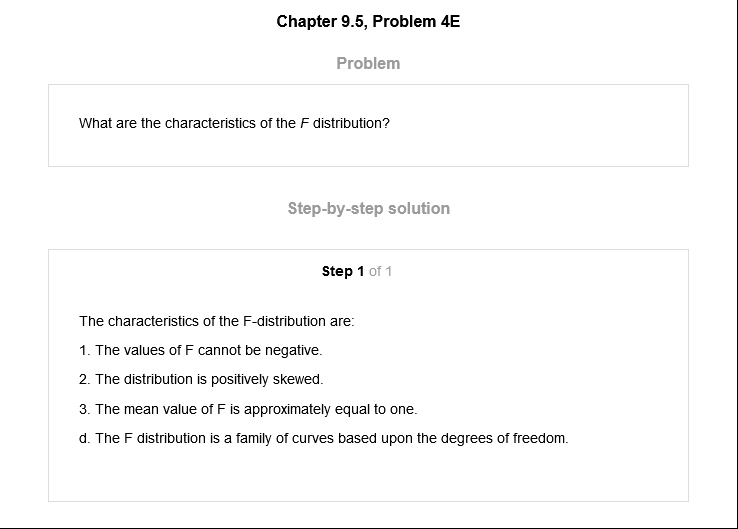 Chapter 9.5, Problem 4E
Problem
What are the characteristics of the F distribution?
Step-by-step solution
Step 1 of 1
The characteristics of the F-distribution are:
1. The values of F cannot be negative.
2. The distribution is positively skewed.
3. The mean value of F is approximately equal to one.
d. The F distribution is a family of curves based upon the degrees of freedom.